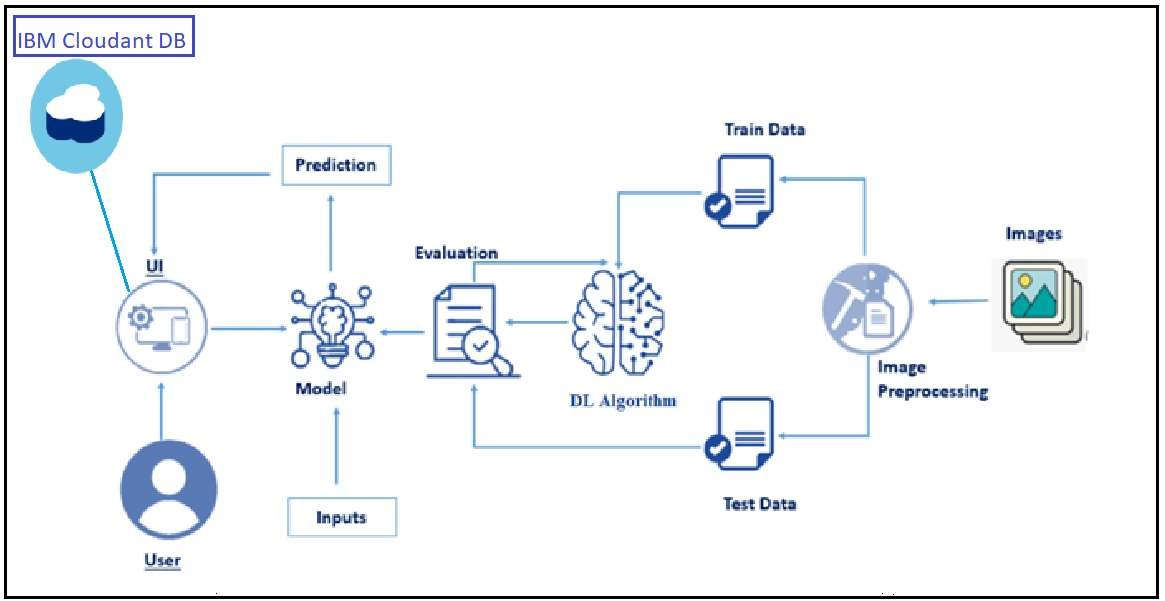 IBM Cloudant DB
Train Data
Prediction
Images
Evaluation
UI
Image
Preprocessing
Model
DL Algorithm
Test Data
Inputs
User